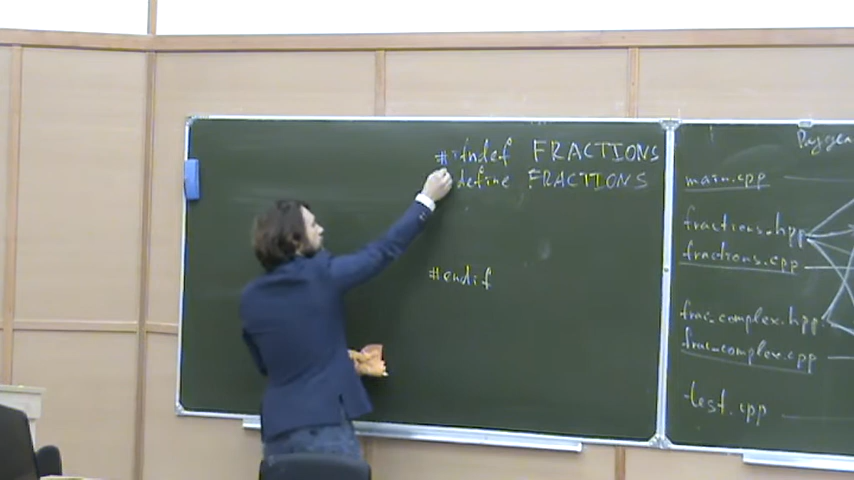 #ifndef FRACTIONS
#define FRACTIONS
#endif
main.cpp
fractions.hpp
fractions.cpp
frac_complex.hpp
frac_complex.cpp
test.cpp